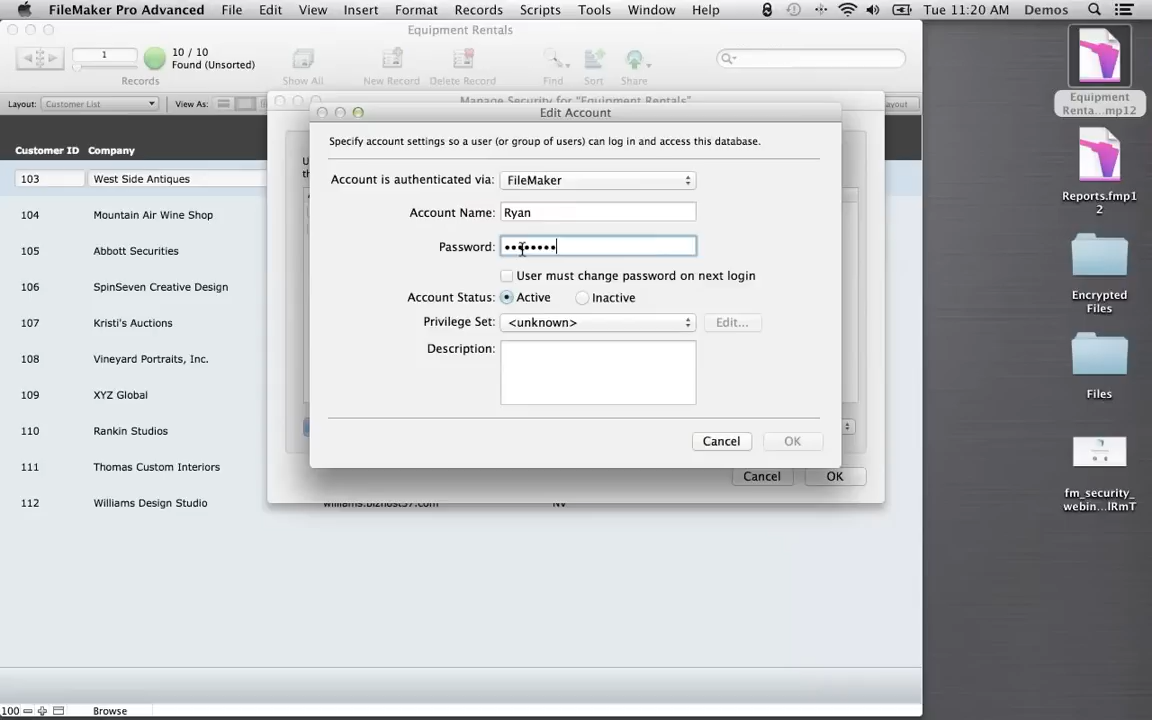 FileMaker Pro Advanced File Edit View Insert Format Records Scripts Tools Window Help Tue 11:20 AM Demos
Equipment Rentals
1
10 / 10
Found (Unsorted)
Records
Show All
New Record
Delete Record
Find
Sort
Share
Layout: Customer List
View As:
ayout
Manage Security for "Equipment Rentals"
Edit Account
Specify account settings so a user (or group of users) can log in and access this database.
Account is authenticated via: FileMaker
Account Name: Ryan
Password: ••••••••
User must change password on next login
Account Status: Active Inactive
Privilege Set: <unknown> Edit...
Description:
Cancel OK
Cancel OK
Customer ID Company
103 West Side Antiques
104 Mountain Air Wine Shop
105 Abbott Securities
106 SpinSeven Creative Design
107 Kristi's Auctions
108 Vineyard Portraits, Inc.
109 XYZ Global
110 Rankin Studios
111 Thomas Custom Interiors
112 Williams Design Studio williams.bizhost37.com NV
100 Browse
Equipment
Renta...mp12
Reports.fmp1
2
Encrypted
Files
Files
fm_security_
webin...lRmT